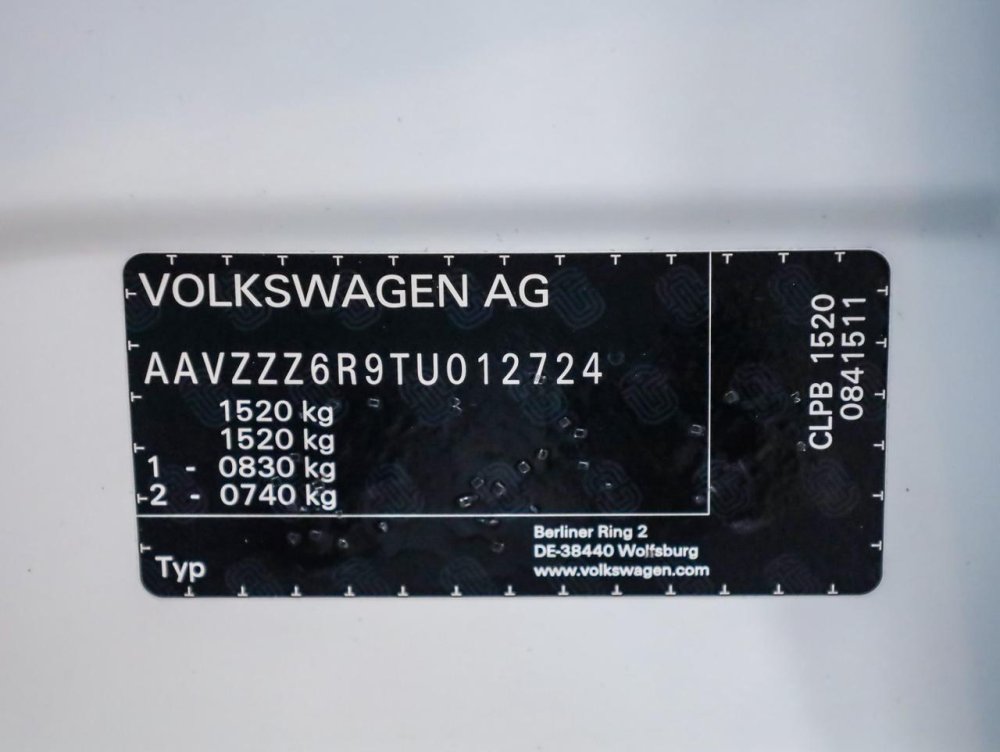 VOLKSWAGEN AG
AAVZZZ6R9TU012724
1520 kg
1520 kg
1 - 0830 kg
2 - 0740 kg
Typ
Berliner Ring 2
DE-38440 Wolfsburg
www.volkswagen.com
CLPB 1520
0841511